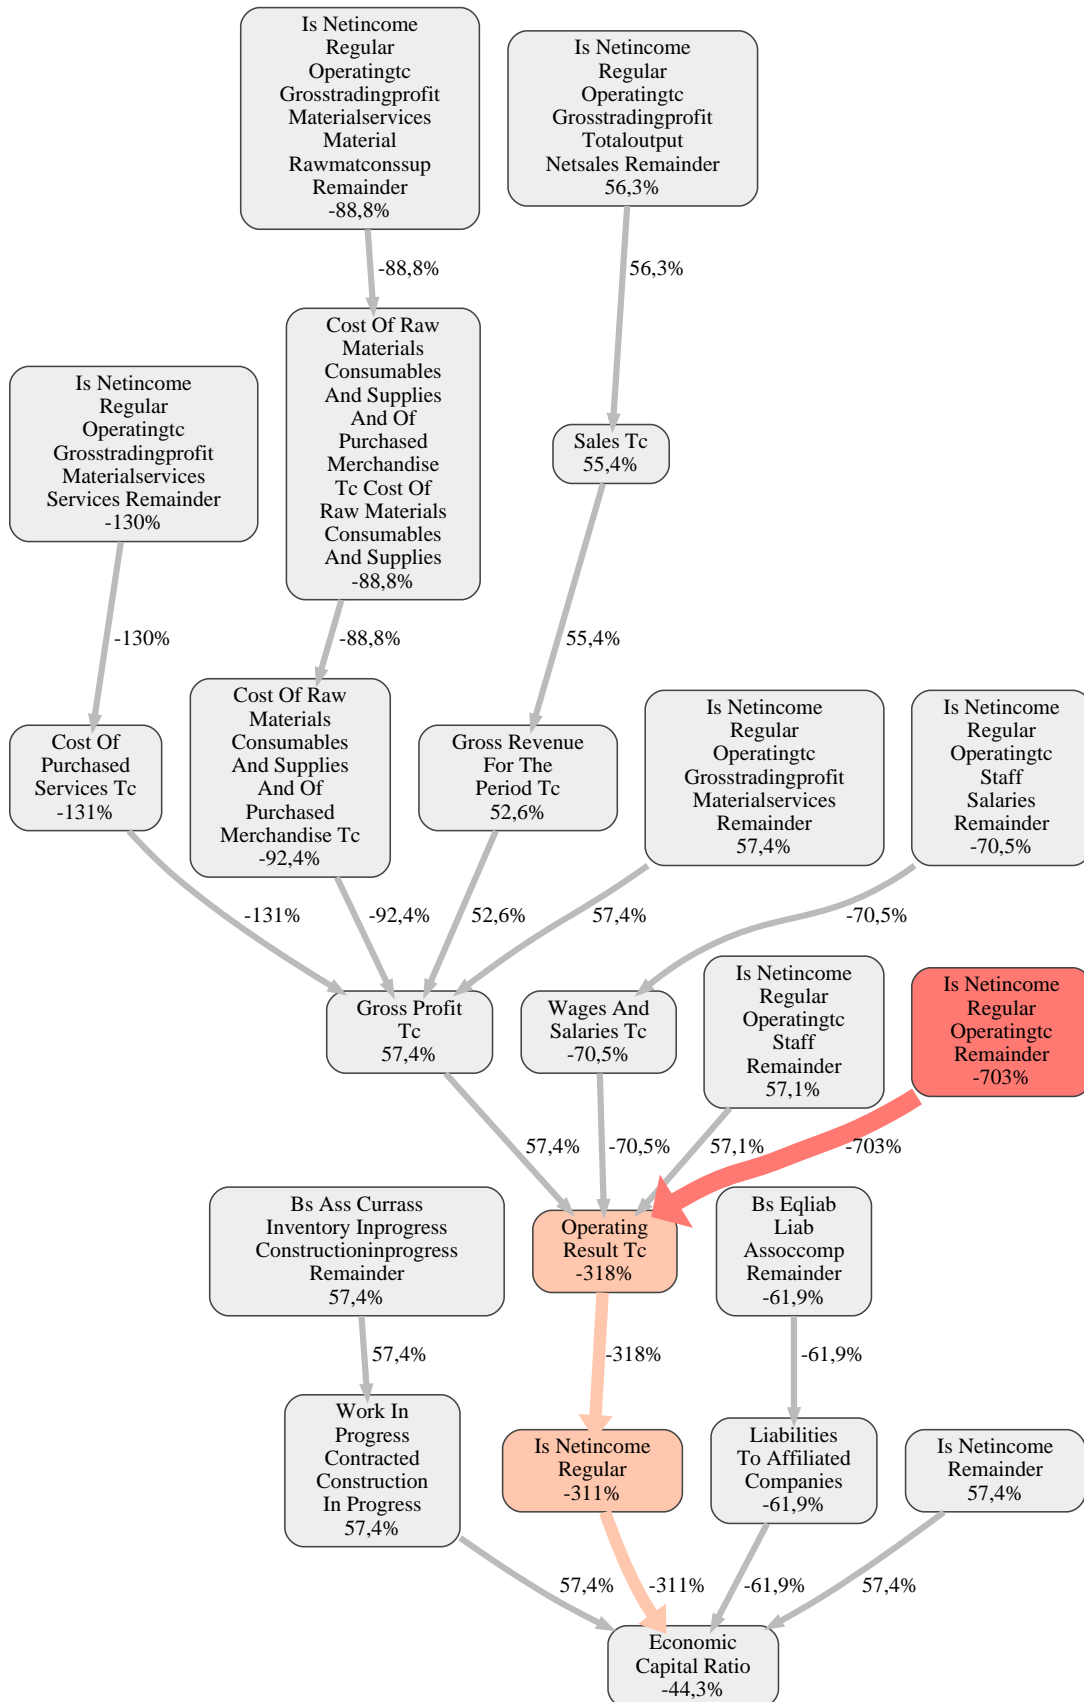 Is Netincome
Regular
Operatingtc
Grosstradingprofit
Materialservices
Material
Rawmatconssup
Remainder
-88,8%
Is Netincome
Regular
Operatingtc
Grosstradingprofit
Totaloutput
Netsales Remainder
56,3%
-88,8%
56,3%
Cost Of Raw
Materials
Consumables
And Supplies
And Of
Purchased
Merchandise
Tc Cost Of
Raw Materials
Consumables
And Supplies
-88,8%
Is Netincome
Regular
Operatingtc
Grosstradingprofit
Materialservices
Services Remainder
-130%
Sales Tc
55,4%
-130%
-88,8%
55,4%
Cost Of
Purchased
Services Tc
-131%
Cost Of Raw
Materials
Consumables
And Supplies
And Of
Purchased
Merchandise Tc
-92,4%
Gross Revenue
For The
Period Tc
52,6%
Is Netincome
Regular
Operatingtc
Grosstradingprofit
Materialservices
Remainder
57,4%
Is Netincome
Regular
Operatingtc
Staff
Salaries
Remainder
-70,5%
-131%
-92,4%
52,6%
57,4%
-70,5%
Gross Profit
Tc
57,4%
Wages And
Salaries Tc
-70,5%
Is Netincome
Regular
Operatingtc
Staff
Remainder
57,1%
Is Netincome
Regular
Operatingtc
Remainder
-703%
57,4%
-70,5%
57,1%
-703%
Bs Ass Currass
Inventory Inprogress
Constructioninprogress
Remainder
57,4%
Operating
Result Tc
-318%
Bs Eqliab
Liab
Assoccomp
Remainder
-61,9%
57,4%
-318%
-61,9%
Work In
Progress
Contracted
Construction
In Progress
57,4%
Is Netincome
Regular
-311%
Liabilities
To Affiliated
Companies
-61,9%
Is Netincome
Remainder
57,4%
57,4%
-311%
-61,9%
57,4%
Economic
Capital Ratio
-44,3%